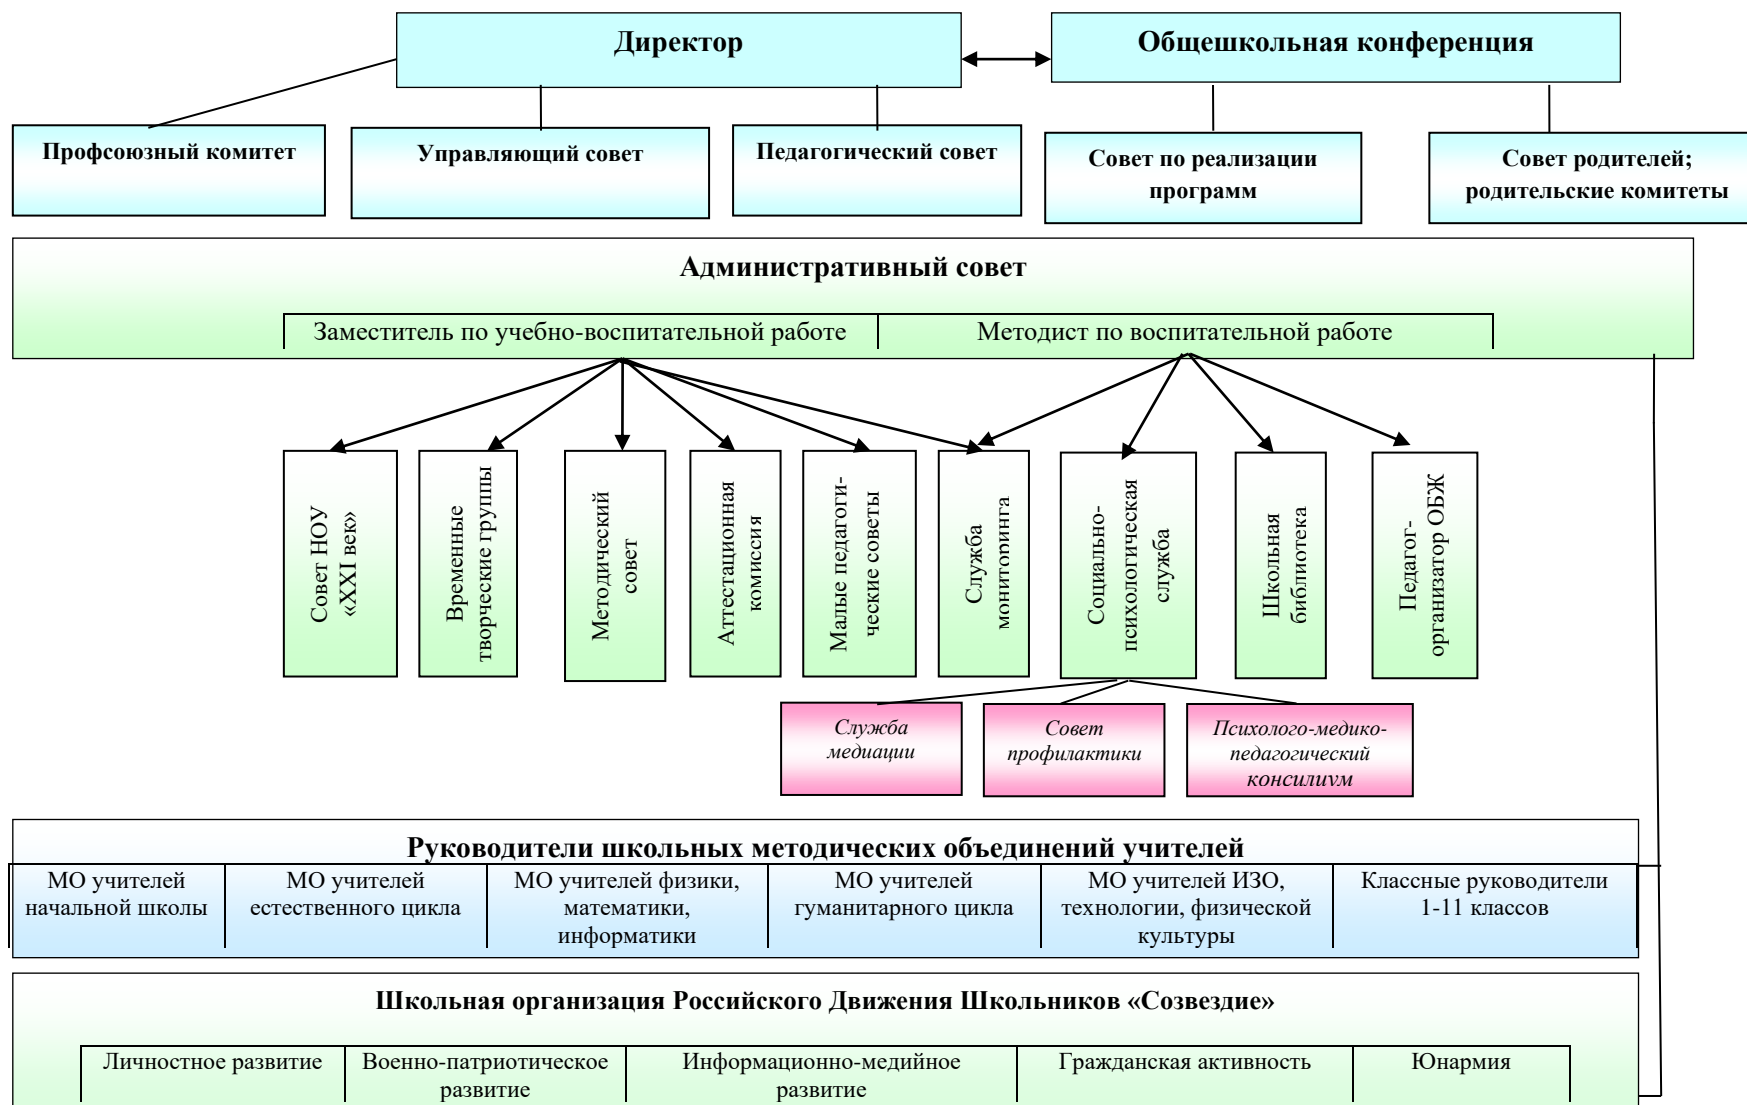 Директор
Общешкольная конференция
Профсоюзный комитет
Управляющий совет
Педагогический совет
Совет по реализации
программ
Совет родителей;
родительские комитеты
Административный совет
Заместитель по учебно-воспитательной работе
Методист по воспитательной работе
Совет НОУ
«XXI век»
Временные
творческие группы
Методический
совет
Аттестационная
комиссия
Малые педагоги-
ческие советы
Служба
мониторинга
Социально-
психологическая
служба
Школьная
библиотека
Педагог-
организатор ОБЖ
Служба
медиации
Совет
профилактики
Психолого-медико-
педагогический
консилиум
Руководители школьных методических объединений учителей
МО учителей
начальной школы
МО учителей
естественного цикла
МО учителей физики,
математики,
информатики
МО учителей
гуманитарного цикла
МО учителей ИЗО,
технологии, физической
культуры
Классные руководители
1-11 классов
Школьная организация Российского Движения Школьников «Созвездие»
Личностное развитие
Военно-патриотическое
развитие
Информационно-медийное
развитие
Гражданская активность
Юнармия